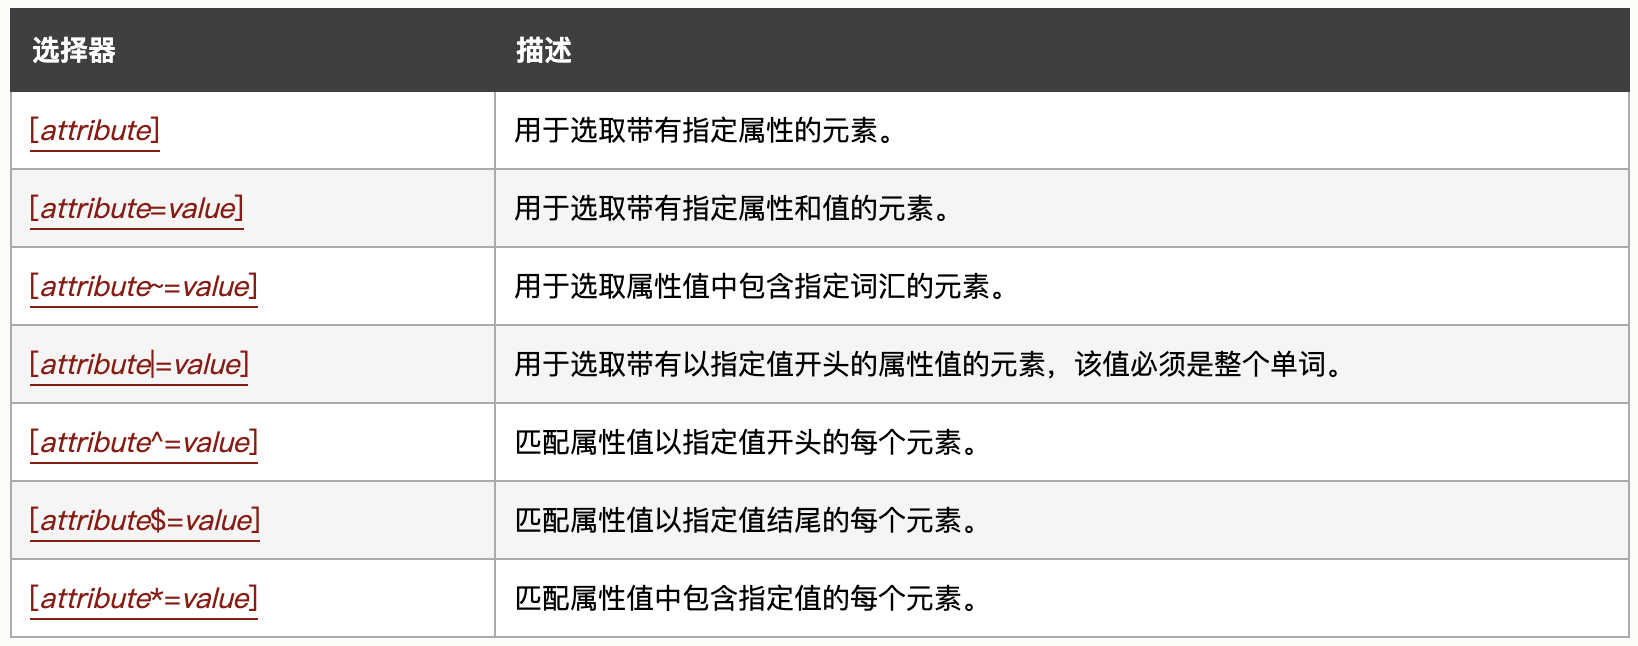 选择器 描述
[attribute] 用于选取带有指定属性的元素。
[attribute=value] 用于选取带有指定属性和值的元素。
[attribute~=value] 用于选取属性值中包含指定词汇的元素。
[attribute|=value] 用于选取带有以指定值开头的属性值的元素，该值必须是整个单词。
[attribute^=value] 匹配属性值以指定值开头的每个元素。
[attribute$=value] 匹配属性值以指定值结尾的每个元素。
[attribute*=value] 匹配属性值中包含指定值的每个元素。